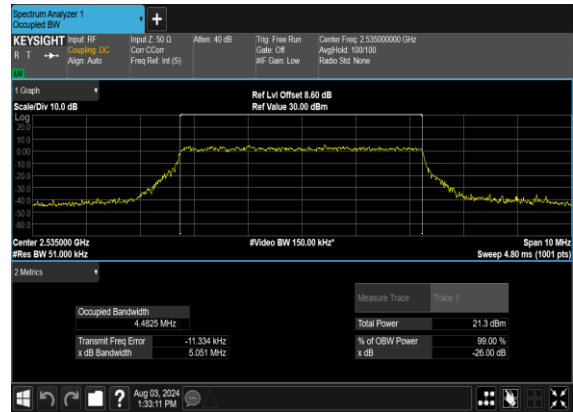 Spectrum Analyzer 1
Occupied BW
+
KEYSIGHT
R T
LV
Input: RF
Coupling: DC
Align: Auto
Input Z: 50 Ω
Corr CCorr
Freq Ref: Int (S)
Atten: 40 dB
Trig: Free Run
Gate: Off
#IF Gain: Low
Center Freq: 2.535000000 GHz
Avg|Hold: 100/100
Radio Std: None
1 Graph
Scale/Div 10.0 dB
Ref Lvl Offset 8.60 dB
Ref Value 30.00 dBm
Log
20.0
10.0
0.00
-10.0
-20.0
-30.0
-40.0
-50.0
-60.0
Center 2.535000 GHz
#Res BW 51.000 kHz
#Video BW 150.00 kHz*
Span 10 MHz
Sweep 4.80 ms (1001 pts)
2 Metrics
Measure Trace Trace 1
Occupied Bandwidth
4.4825 MHz
Total Power 21.3 dBm
Transmit Freq Error -11.334 kHz
% of OBW Power 99.00 %
x dB Bandwidth 5.051 MHz
x dB -26.00 dB
?
Aug 03, 2024
1:33:11 PM